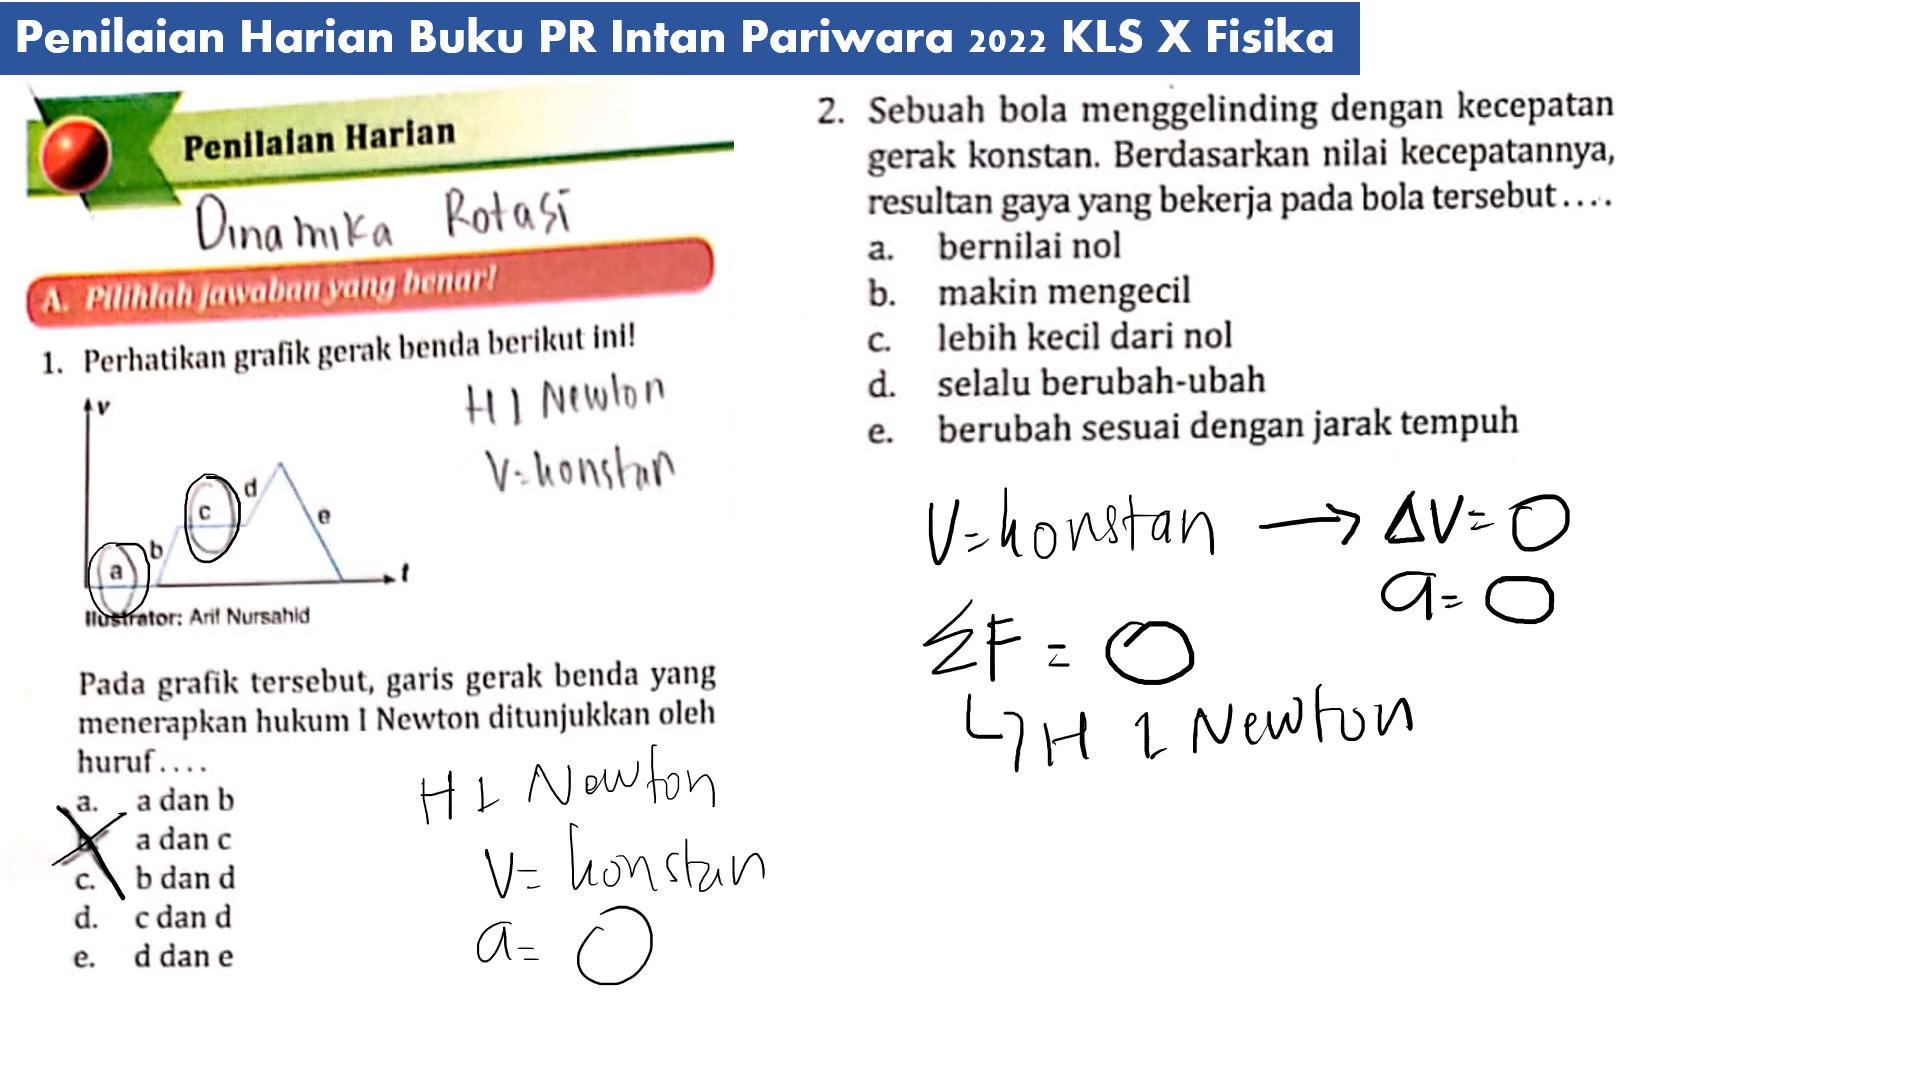 Penilaian Harian Buku PR Intan Pariwara 2022 KLS X Fisika
Penilaian Harian
Dinamika Rotasi
A. Pilihlah jawaban yang benar!
1. Perhatikan grafik gerak benda berikut ini!
H I Newton
V=konstan
v
a
b
c
d
e
t
Ilustrator: Arif Nursahid
Pada grafik tersebut, garis gerak benda yang
menerapkan hukum I Newton ditunjukkan oleh
huruf....
a. a dan b
a dan c
c. b dan d
d. c dan d
e. d dan e
H I Newton
V= konstan
a= 0
2. Sebuah bola menggelinding dengan kecepatan
gerak konstan. Berdasarkan nilai kecepatannya,
resultan gaya yang bekerja pada bola tersebut....
a. bernilai nol
b. makin mengecil
c. lebih kecil dari nol
d. selalu berubah-ubah
e. berubah sesuai dengan jarak tempuh
V=konstan → ΔV=0
a=0
ΣF = 0
↳ H I Newton